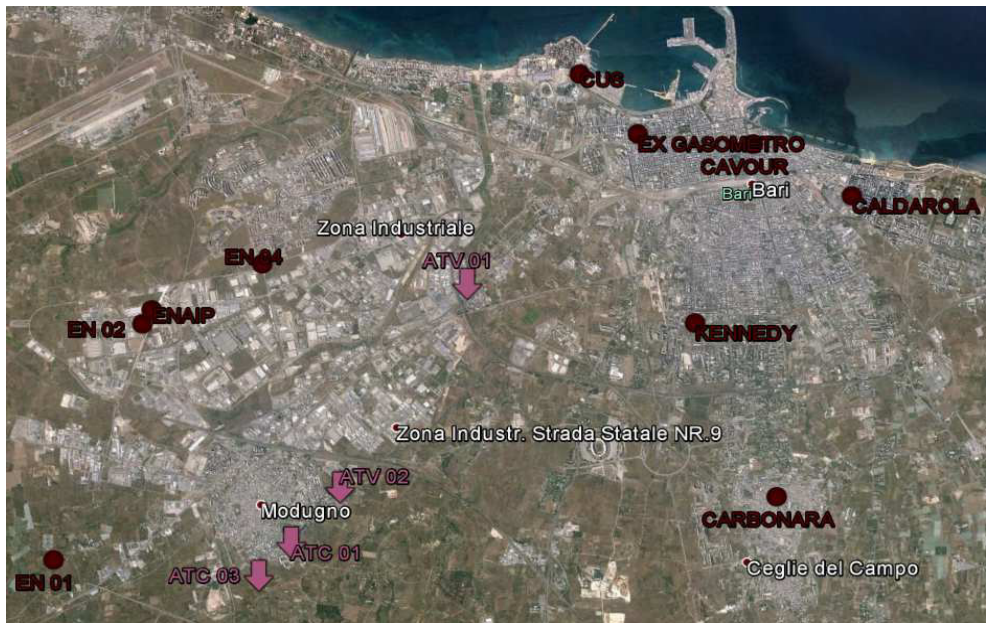 CUS
EX GASOMETRO
CAVOUR
Bari
Bari
CALDAROLA
Zona Industriale
EN 04
ATV 01
ENAIP
EN 02
KENNEDY
Zona Industr. Strada Statale NR.9
ATV 02
Modugno
CARBONARA
ATC 01
Ceglie del Campo
ATC 03
EN 01